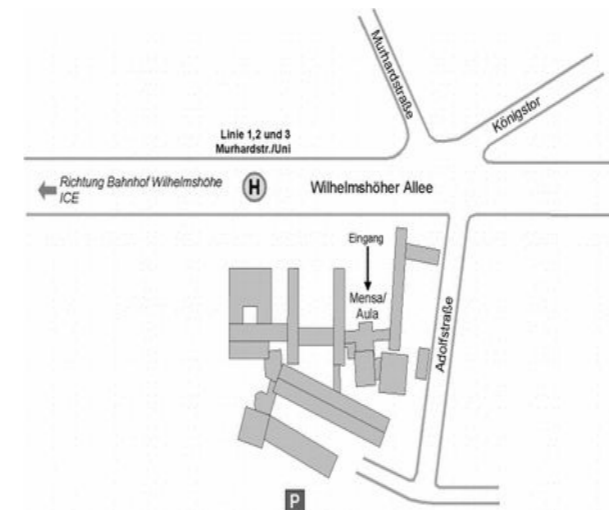 Murhardstraße
Königstor
Linie 1,2 und 3
Murhardstr./Uni
Richtung Bahnhof Wilhelmshöhe
ICE
H
Wilhelmshöher Allee
Eingang
Mensa/
Aula
Adolfstraße
P